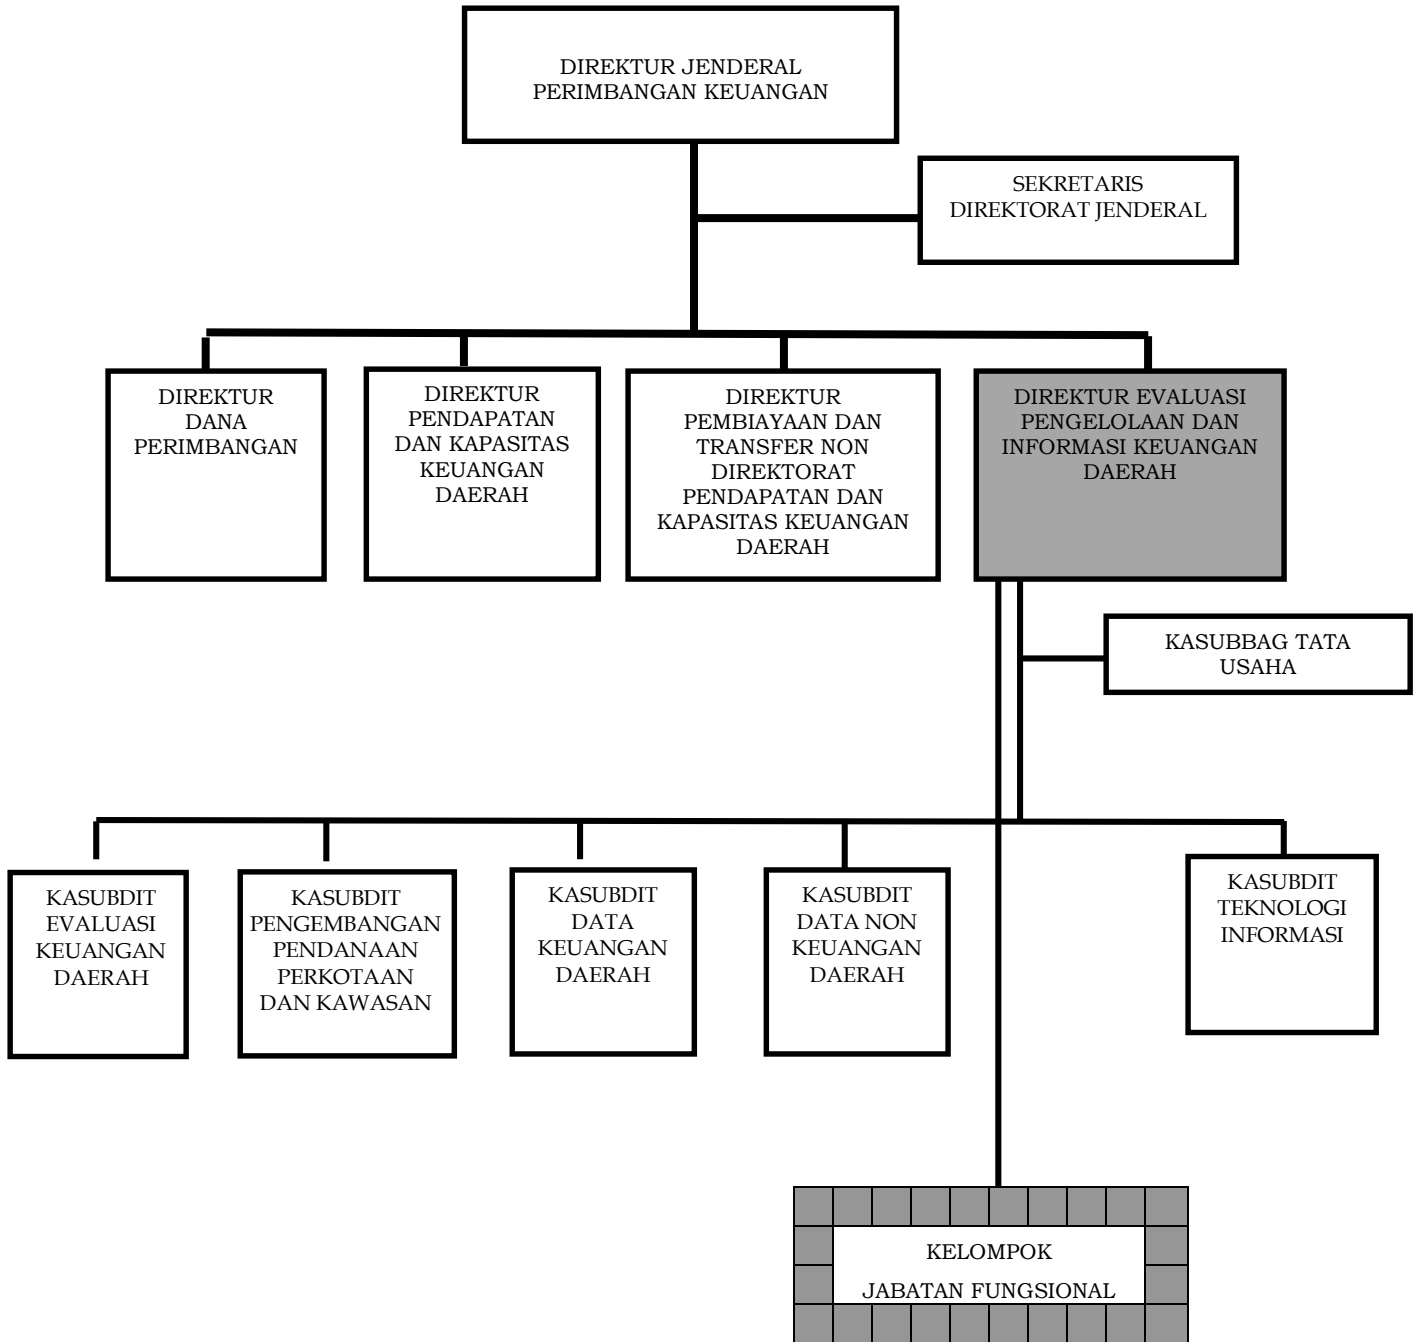 DIREKTUR JENDERAL
PERIMBANGAN KEUANGAN
SEKRETARIS
DIREKTORAT JENDERAL
DIREKTUR
DANA
PERIMBANGAN
DIREKTUR
PENDAPATAN
DAN KAPASITAS
KEUANGAN
DAERAH
DIREKTUR
PEMBIAYAAN DAN
TRANSFER NON
DIREKTORAT
PENDAPATAN DAN
KAPASITAS KEUANGAN
DAERAH
DIREKTUR EVALUASI
PENGELOLAAN DAN
INFORMASI KEUANGAN
DAERAH
KASUBBAG TATA
USAHA
KASUBDIT
EVALUASI
KEUANGAN
DAERAH
KASUBDIT
PENGEMBANGAN
PENDANAAN
PERKOTAAN
DAN KAWASAN
KASUBDIT
DATA
KEUANGAN
DAERAH
KASUBDIT
DATA NON
KEUANGAN
DAERAH
KASUBDIT
TEKNOLOGI
INFORMASI
KELOMPOK
JABATAN FUNGSIONAL